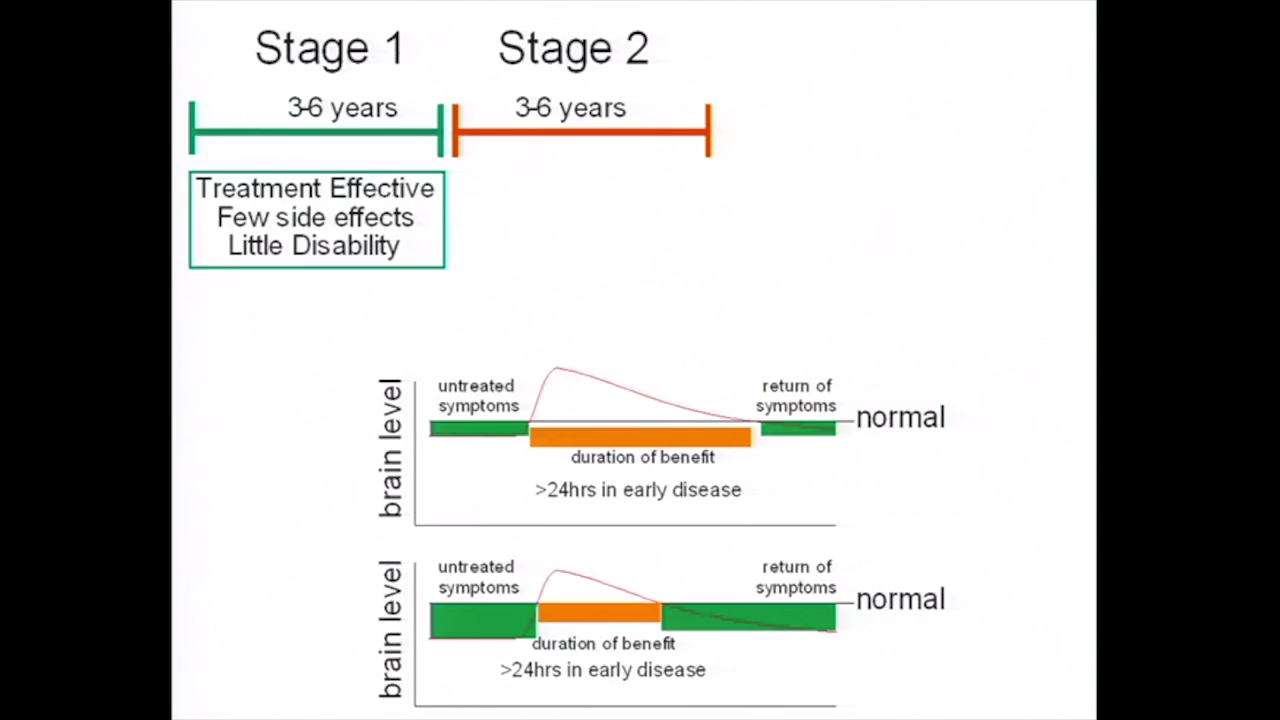 Stage 1
Stage 2
3-6 years
3-6 years
Treatment Effective
Few side effects
Little Disability
brain level
untreated
symptoms
return of
symptoms
normal
duration of benefit
>24hrs in early disease
brain level
untreated
symptoms
return of
symptoms
normal
duration of benefit
>24hrs in early disease